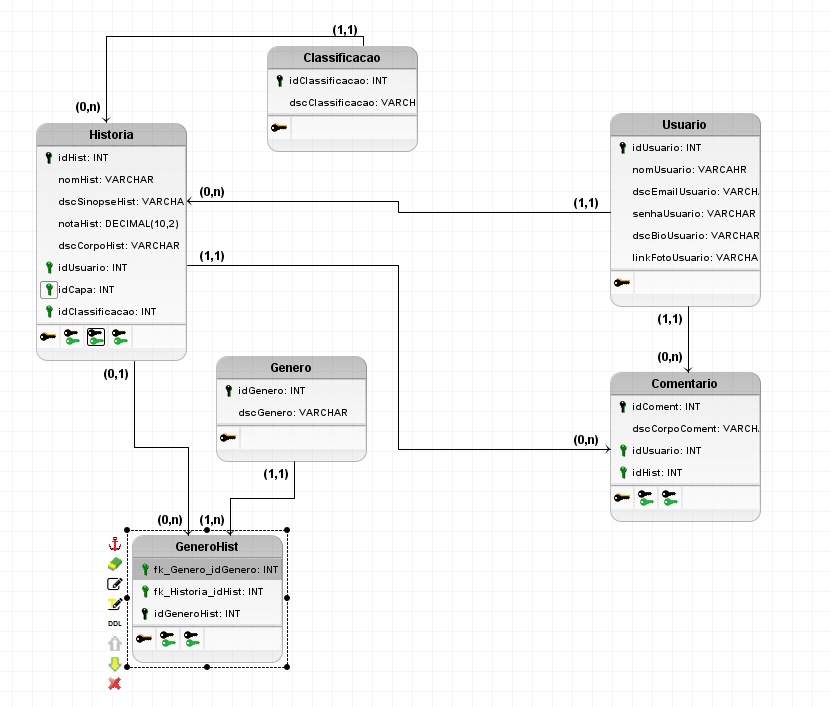 (1,1)
Classificacao
idClassificacao: INT
dscClassificacao: VARCH
(0,n)
Historia
idHist: INT
nomHist: VARCHAR
dscSinopseHist: VARCHA
notaHist: DECIMAL(10,2)
dscCorpoHist: VARCHAR
idUsuario: INT
idCapa: INT
idClassificacao: INT
(0,n)
(1,1)
Usuario
idUsuario: INT
nomUsuario: VARCAHR
dscEmailUsuario: VARCH
senhaUsuario: VARCHAR
dscBioUsuario: VARCHAR
linkFotoUsuario: VARCHA
(1,1)
(1,1)
(0,n)
(0,1)
Genero
idGenero: INT
dscGenero: VARCHAR
(1,1)
Comentario
idComent: INT
dscCorpoComent: VARCH
idUsuario: INT
idHist: INT
(0,n)
(0,n)
(1,n)
GeneroHist
fk_Genero_idGenero: INT
fk_Historia_idHist: INT
idGeneroHist: INT
DDL